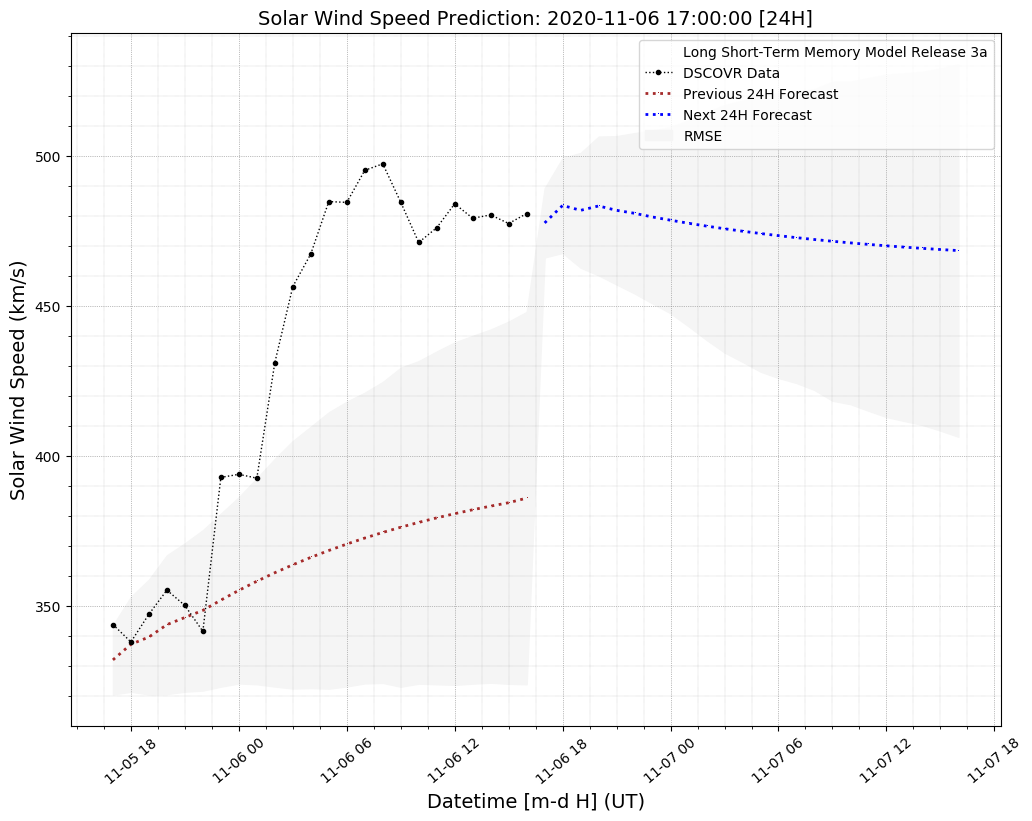 Solar Wind Speed Prediction: 2020-11-06 17:00:00 [24H]
Long Short-Term Memory Model Release 3a
DSCOVR Data
Previous 24H Forecast
Next 24H Forecast
RMSE
500
450
400
350
Solar Wind Speed (km/s)
11-05 18
11-06 00
11-06 06
11-06 12
11-06 18
11-07 00
11-07 06
11-07 12
11-07 18
Datetime [m-d H] (UT)